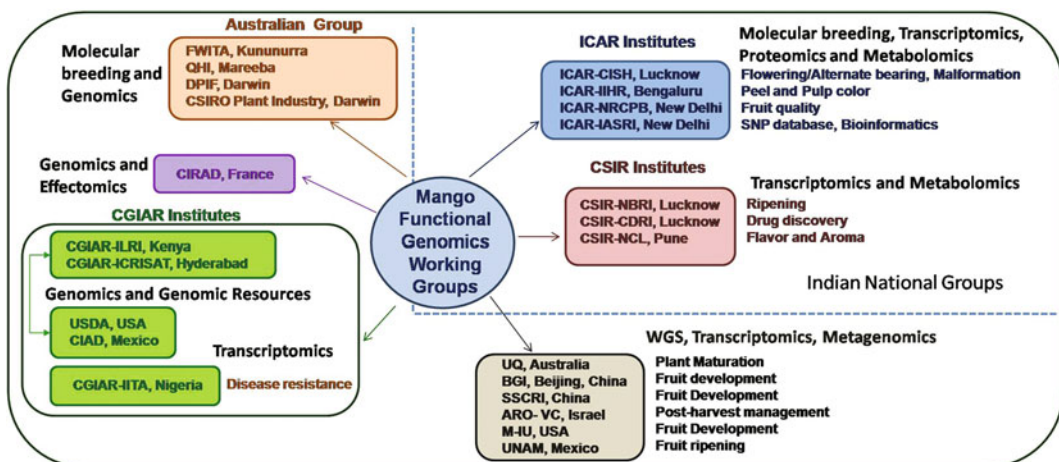 Australian Group
Molecular
breeding and
Genomics
FWITA, Kununurra
QHI, Mareeba
DPIF, Darwin
CSIRO Plant Industry, Darwin
Genomics and
Effectomics
CIRAD, France
CGIAR Institutes
CGIAR-ILRI, Kenya
CGIAR-ICRISAT, Hyderabad
Genomics and Genomic Resources
USDA, USA
CIAD, Mexico
Transcriptomics
CGIAR-IITA, Nigeria
Disease resistance
Mango
Functional
Genomics
Working
Groups
ICAR Institutes
Molecular breeding, Transcriptomics,
Proteomics and Metabolomics
ICAR-CISH, Lucknow Flowering/Alternate bearing, Malformation
ICAR-IIHR, Bengaluru Peel and Pulp color
ICAR-NRCPB, New Delhi Fruit quality
ICAR-IASRI, New Delhi SNP database, Bioinformatics
CSIR Institutes
Transcriptomics and Metabolomics
CSIR-NBRI, Lucknow Ripening
CSIR-CDRI, Lucknow Drug discovery
CSIR-NCL, Pune Flavor and Aroma
Indian National Groups
WGS, Transcriptomics, Metagenomics
UQ, Australia Plant Maturation
BGI, Beijing, China Fruit development
SSCRI, China Fruit Development
ARO- VC, Israel Post-harvest management
M-IU, USA Fruit Development
UNAM, Mexico Fruit ripening